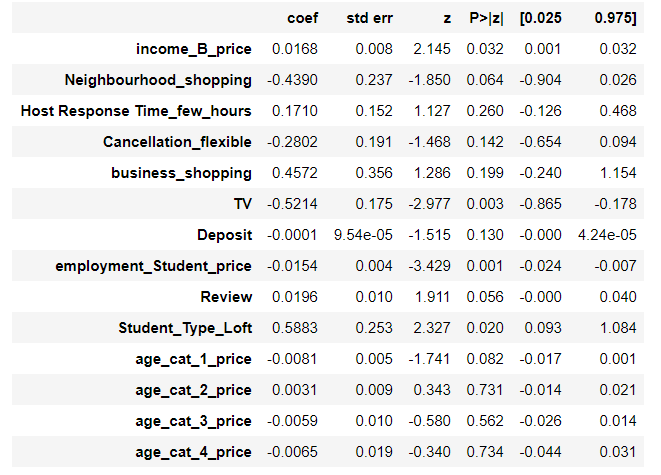 coef std err z P>|z| [0.025 0.975]
income_B_price 0.0168 0.008 2.145 0.032 0.001 0.032
Neighbourhood_shopping -0.4390 0.237 -1.850 0.064 -0.904 0.026
Host Response Time_few_hours 0.1710 0.152 1.127 0.260 -0.126 0.468
Cancellation_flexible -0.2802 0.191 -1.468 0.142 -0.654 0.094
business_shopping 0.4572 0.356 1.286 0.199 -0.240 1.154
TV -0.5214 0.175 -2.977 0.003 -0.865 -0.178
Deposit -0.0001 9.54e-05 -1.515 0.130 -0.000 4.24e-05
employment_Student_price -0.0154 0.004 -3.429 0.001 -0.024 -0.007
Review 0.0196 0.010 1.911 0.056 -0.000 0.040
Student_Type_Loft 0.5883 0.253 2.327 0.020 0.093 1.084
age_cat_1_price -0.0081 0.005 -1.741 0.082 -0.017 0.001
age_cat_2_price 0.0031 0.009 0.343 0.731 -0.014 0.021
age_cat_3_price -0.0059 0.010 -0.580 0.562 -0.026 0.014
age_cat_4_price -0.0065 0.019 -0.340 0.734 -0.044 0.031